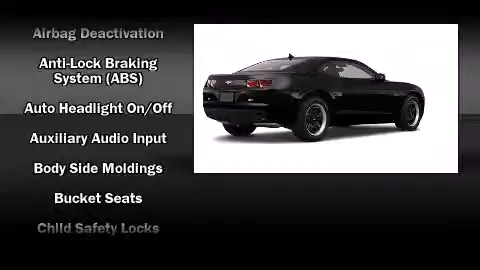 Airbag Deactivation
Anti-Lock Braking
System (ABS)
Auto Headlight On/Off
Auxiliary Audio Input
Body Side Moldings
Bucket Seats
Child Safety Locks